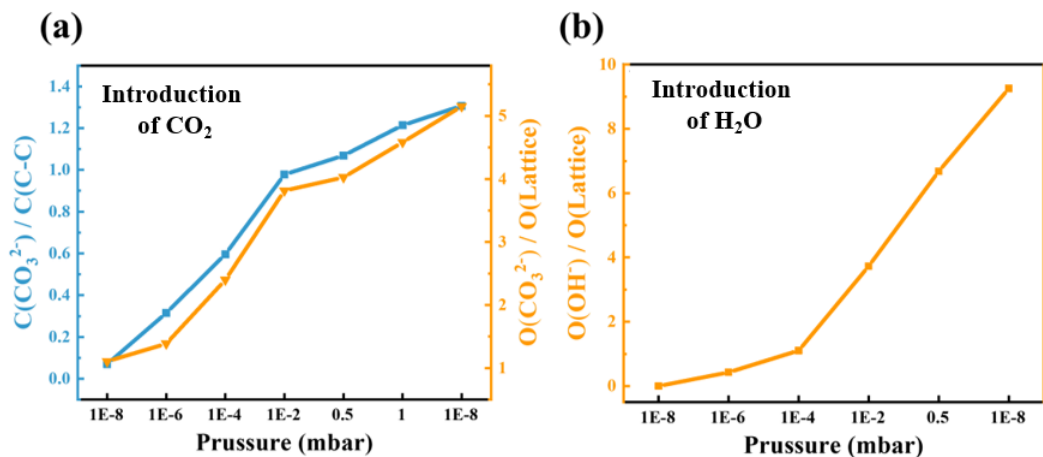 (a)
Introduction
of CO₂
C(CO₃²⁻) / C(C-C)
1.4
1.2
1.0
0.8
0.6
0.4
0.2
0.0
O(CO₃²⁻) / O(Lattice)
5
4
3
2
1
1E-8 1E-6 1E-4 1E-2 0.5 1 1E-8
Prussure (mbar)
(b)
Introduction
of H₂O
O(OH⁻) / O(Lattice)
10
8
6
4
2
0
1E-8 1E-6 1E-4 1E-2 0.5 1E-8
Prussure (mbar)